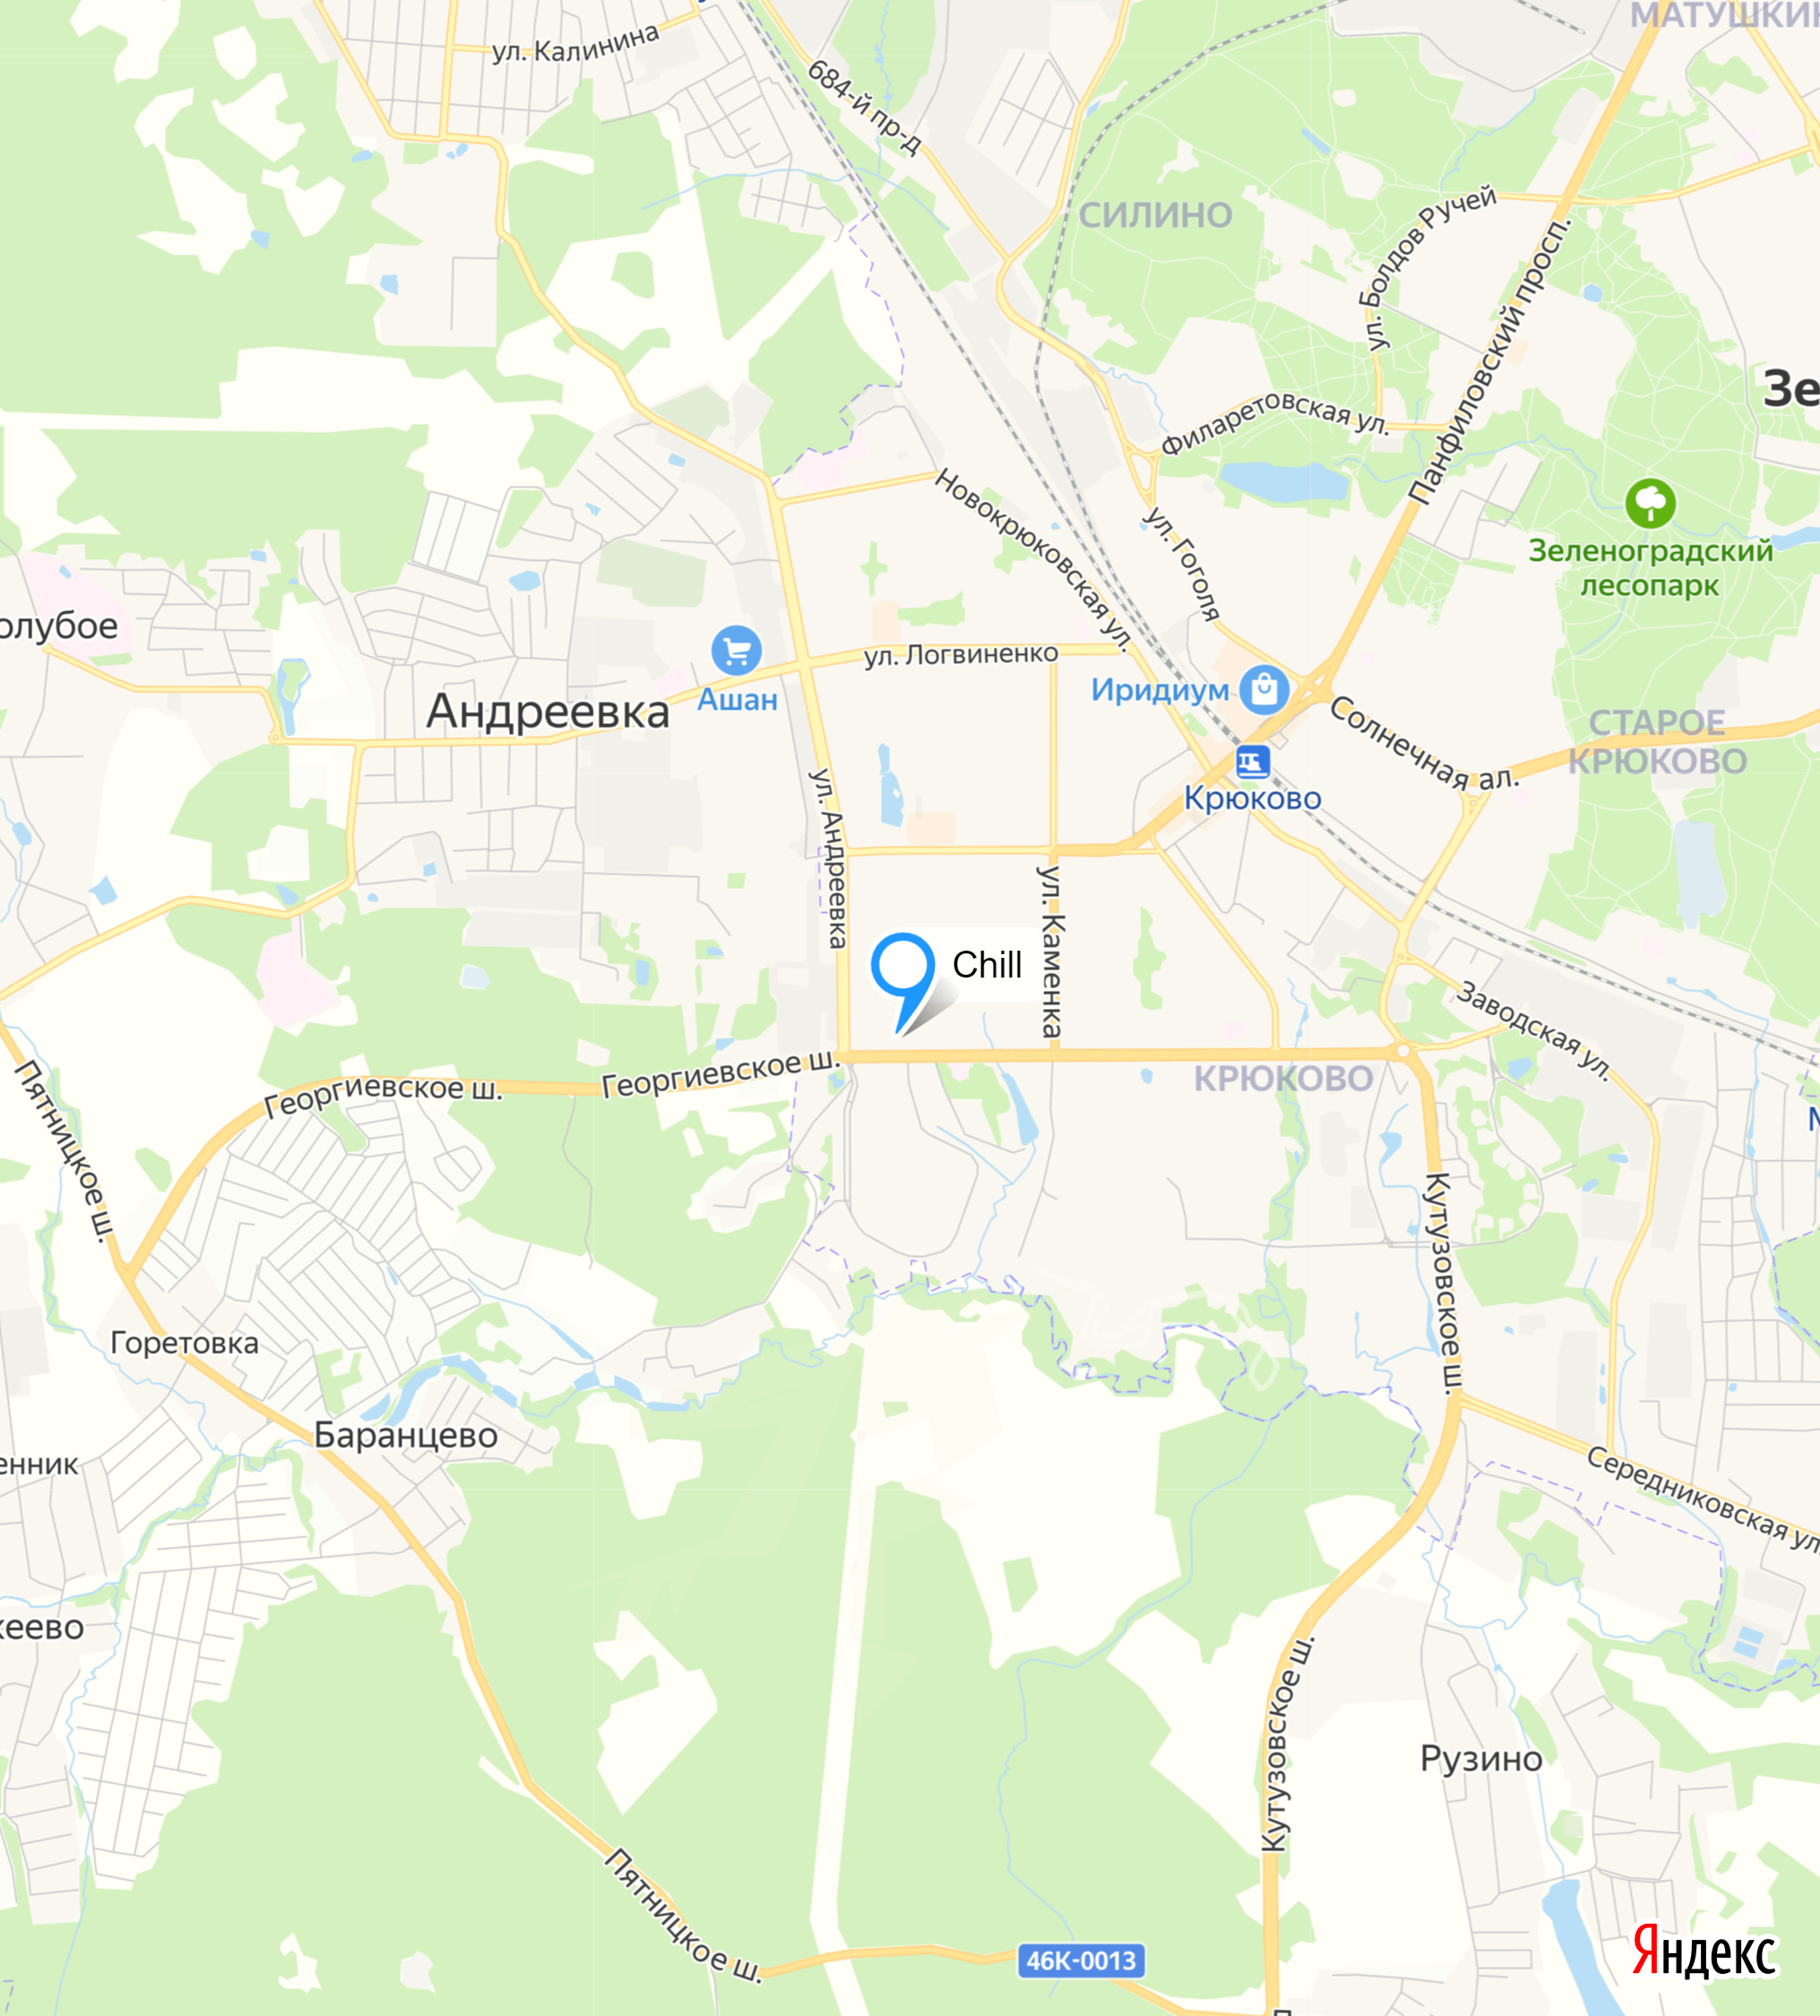 МАТУШКИН
ул. Калинина
684-й пр-д
СИЛИНО
ул. Болдов Ручей
Панфиловский просп.
Зе
Филаретовская ул.
Новокрюковская ул.
ул. Гоголя
Зеленоградский
лесопарк
олубое
ул. Логвиненко
Андреевка
Ашан
Иридиум
Солнечная ал.
СТАРОЕ
КРЮКОВО
Крюково
ул. Андреевка
ул. Каменка
Chill
Заводская ул.
Георгиевское ш.
Георгиевское ш.
КРЮКОВО
Пятницкое ш.
Кутузовское ш.
Горетовка
Баранцево
енник
Середниковская ул.
кеево
Кутузовское ш.
Рузино
Пятницкое ш.
46К-0013
Яндекс